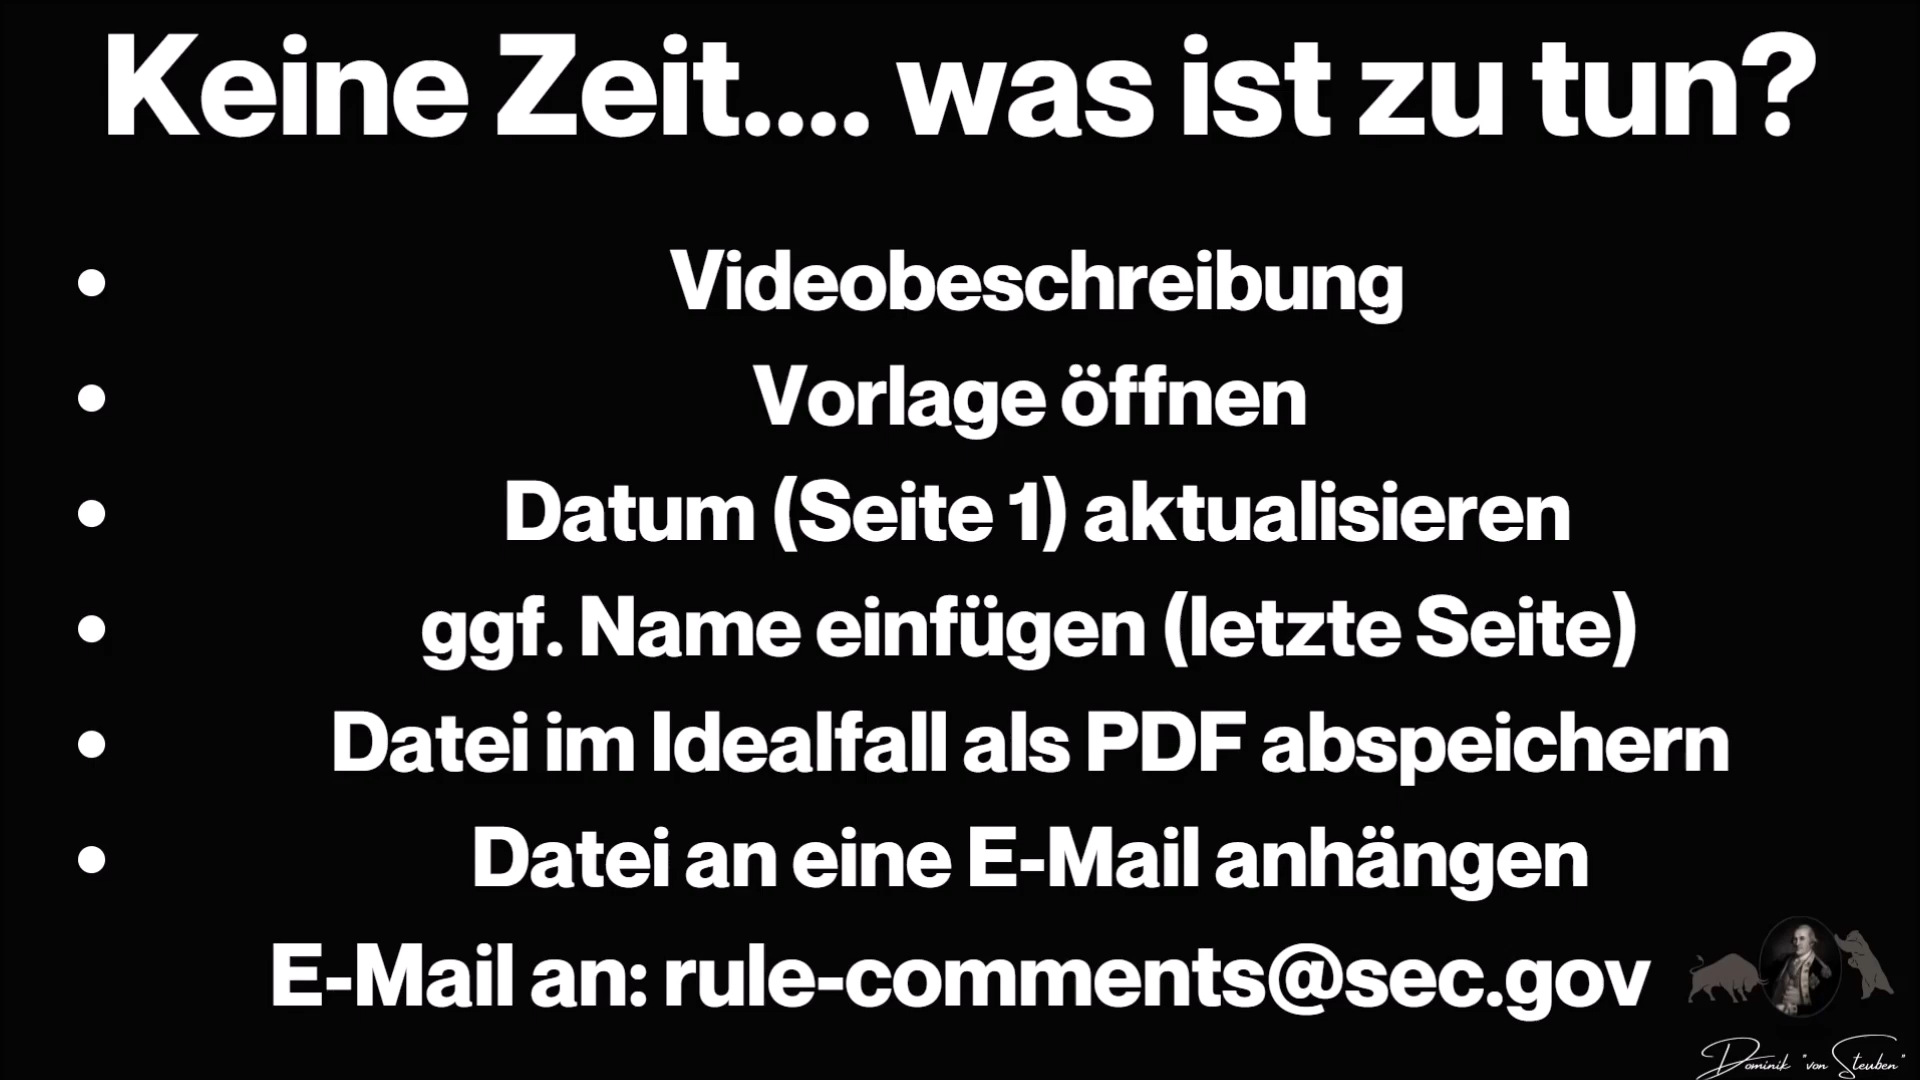 Keine Zeit.... was ist zu tun?
• Videobeschreibung
• Vorlage öffnen
• Datum (Seite 1) aktualisieren
• ggf. Name einfügen (letzte Seite)
• Datei im Idealfall als PDF abspeichern
• Datei an eine E-Mail anhängen
E-Mail an: rule-comments@sec.gov
Dominik "von Steuben"